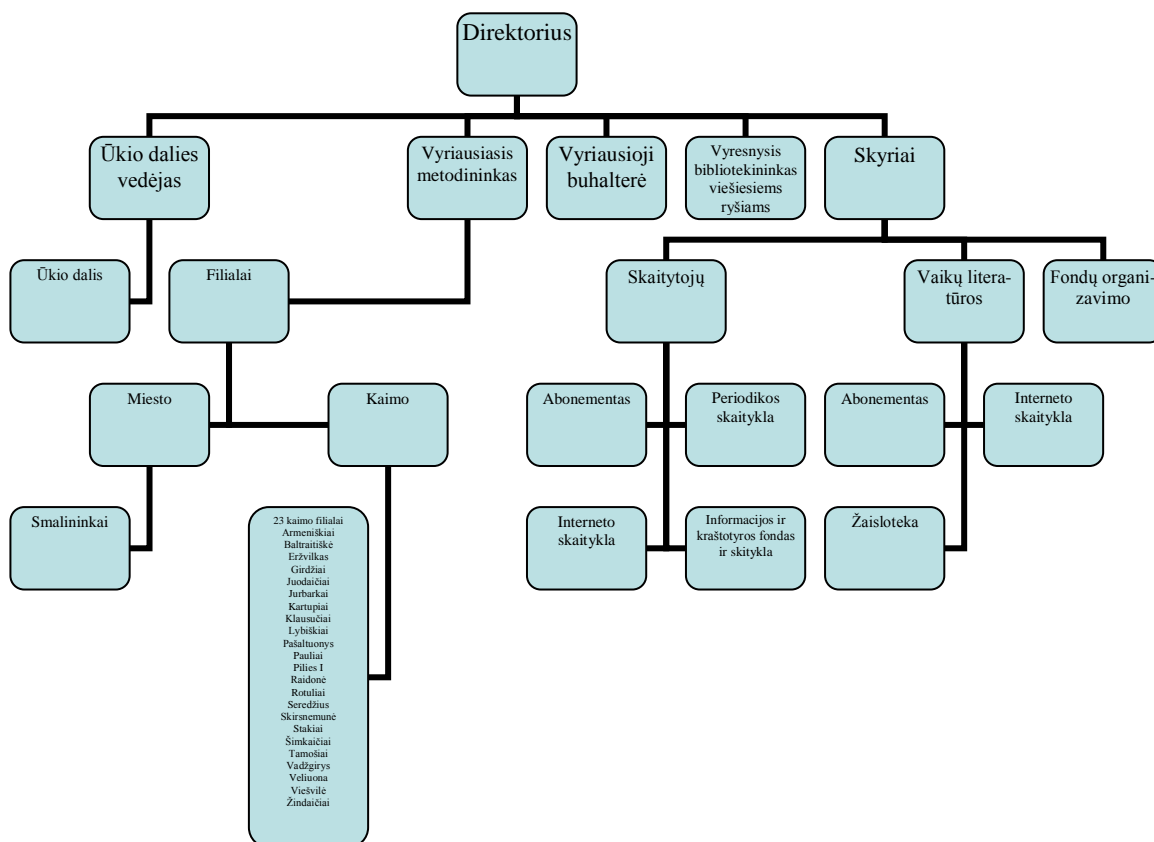 Direktorius
Ūkio dalies
vedėjas
Vyriausiasis
metodininkas
Vyriausioji
buhalterė
Vyresnysis
bibliotekininkas
viešiesiems
ryšiams
Skyriai
Ūkio dalis
Filialai
Skaitytojų
Vaikų litera-
tūros
Fondų organi-
zavimo
Miesto
Kaimo
Abonementas
Periodikos
skaitykla
Abonementas
Interneto
skaitykla
Smalininkai
23 kaimo filialai
Armeniškiai
Baltraitiškė
Eržvilkas
Girdžiai
Juodaičiai
Jurbarkai
Kartupiai
Klausučiai
Lybiškiai
Pašaltuonys
Pauliai
Pilies I
Raidonė
Rotuliai
Seredžius
Skirsnemunė
Stakiai
Šimkaičiai
Tamošiai
Vadžgirys
Veliuona
Viešvilė
Žindaičiai
Interneto
skaitykla
Informacijos ir
kraštotyros fondas
ir skitykla
Žaisloteka